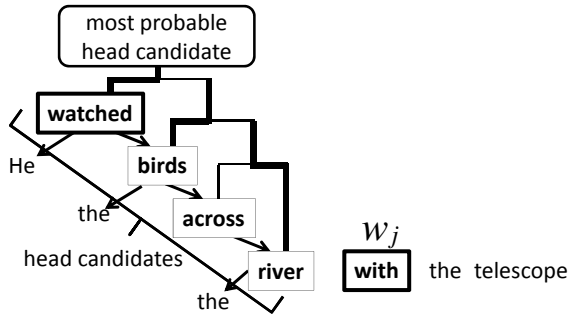 most probable
head candidate
watched
He
birds
the
across
w_j
head candidates
river
with the telescope
the